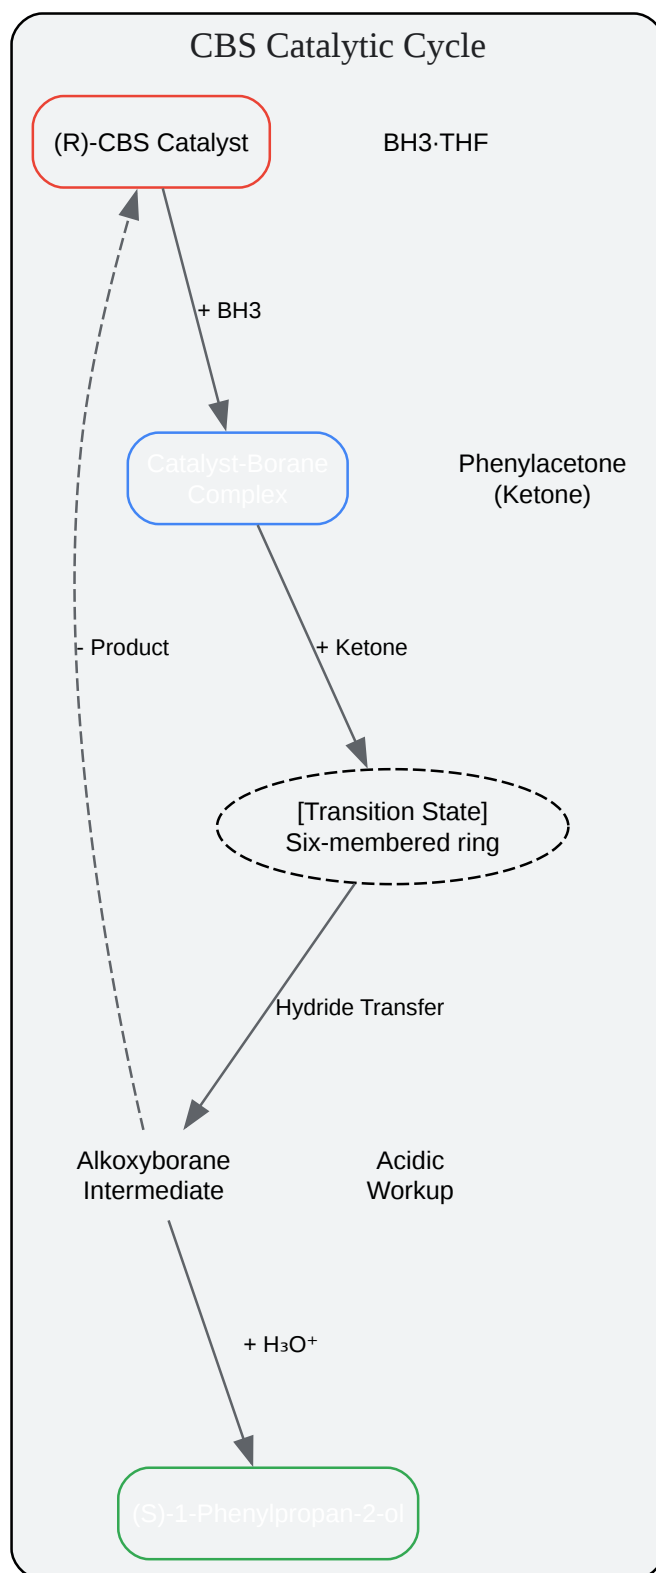 CBS Catalytic Cycle
(R)-CBS Catalyst
BH3·THF
+ BH3
Catalyst-Borane
Complex
Phenylacetone
(Ketone)
- Product
+ Ketone
[Transition State]
Six-membered ring
Hydride Transfer
Alkoxyborane
Intermediate
Acidic
Workup
+ H₃O⁺
(S)-1-Phenylpropan-2-ol